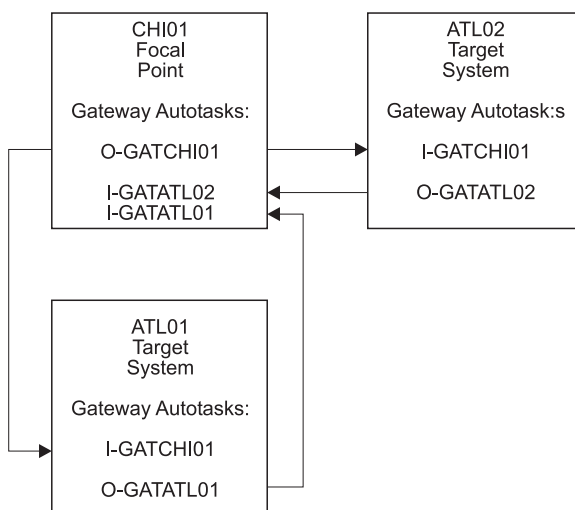 CHI01
Focal
Point
Gateway Autotasks:
O-GATCHI01
I-GATATL02
I-GATATL01
ATL02
Target
System
Gateway Autotask:s
I-GATCHI01
O-GATATL02
ATL01
Target
System
Gateway Autotasks:
I-GATCHI01
O-GATATL01